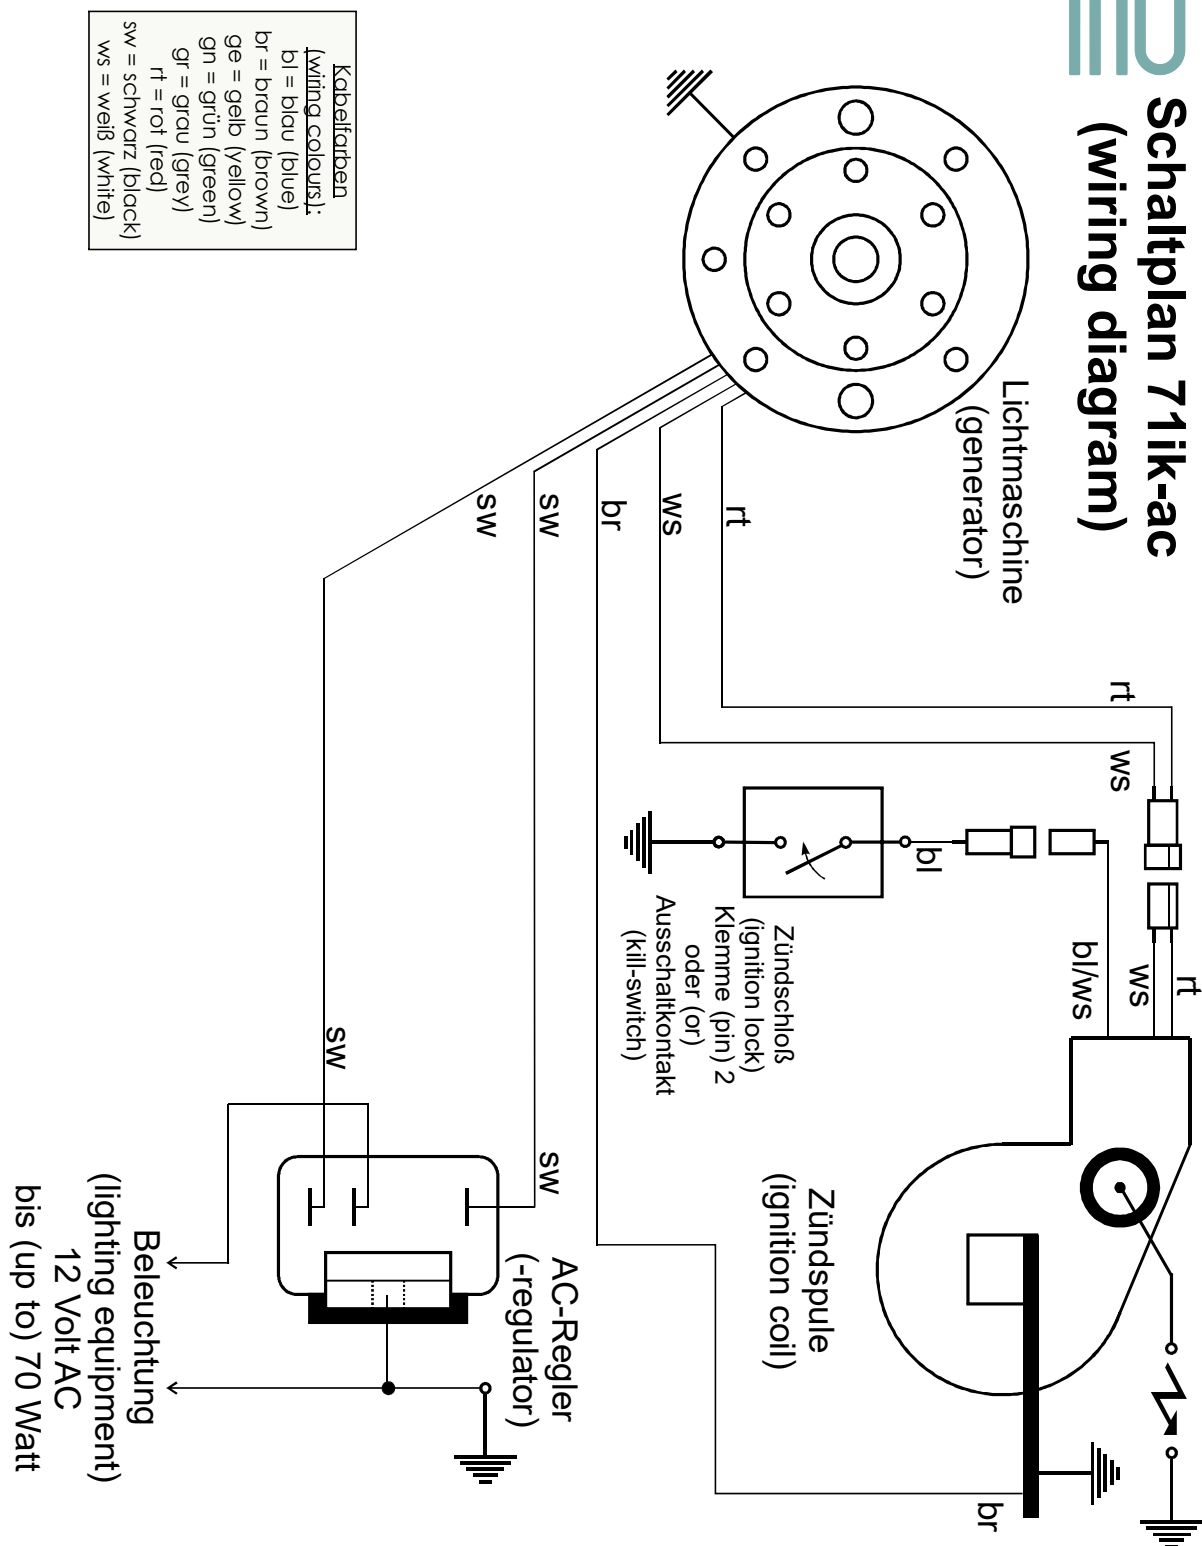 Schaltplan 71ik-ac
(wiring diagram)
Lichtmaschine
(generator)
rt
ws
br
sw
sw
rt
ws
bl
bl/ws
ws
rt
Zündschloß
(ignition lock)
Klemme (pin) 2
oder (or)
Ausschaltkontakt
(kill-switch)
Zündspule
(ignition coil)
br
sw
sw
AC-Regler
(-regulator)
Beleuchtung
(lighting equipment)
12 Volt AC
bis (up to) 70 Watt
Kabelfarben
(wiring colours):
bl = blau (blue)
br = braun (brown)
ge = gelb (yellow)
gn = grün (green)
gr = grau (grey)
rt = rot (red)
sw = schwarz (black)
ws = weiß (white)